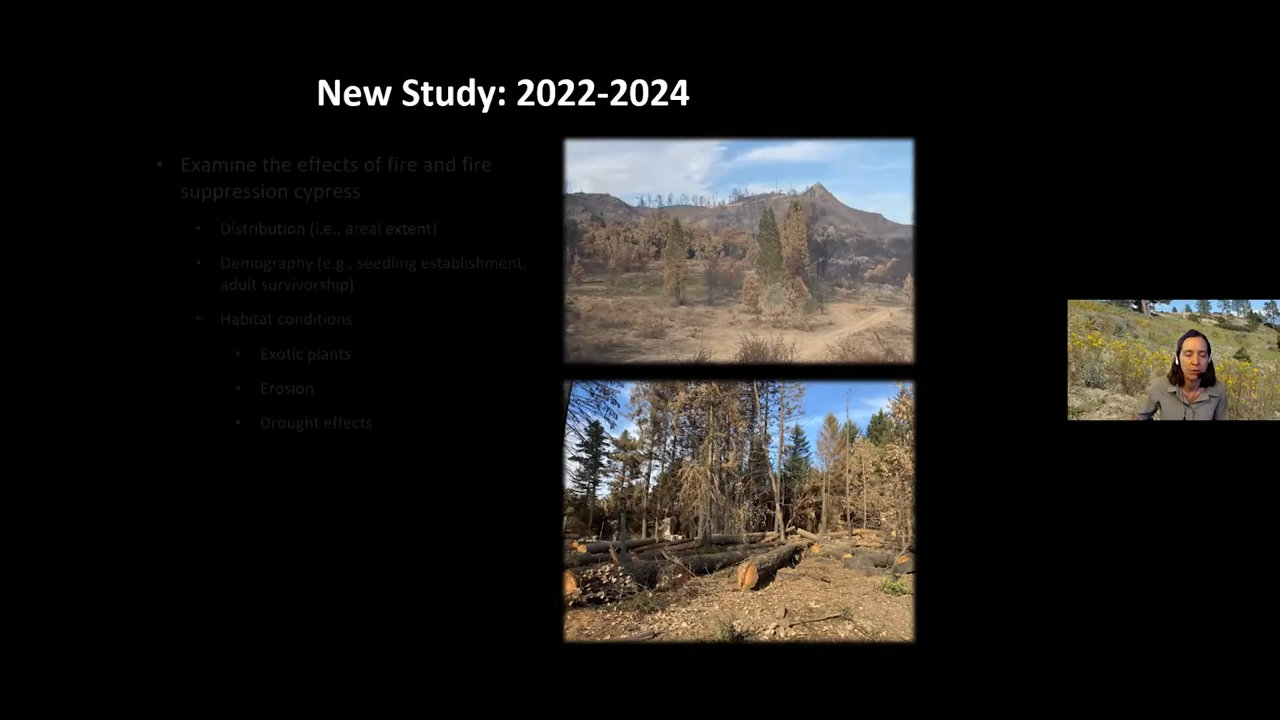 New Study: 2022-2024
• Examine the effects of fire and fire
suppression cypress
• Distribution (i.e., areal extent)
• Demography (e.g., seedling establishment,
adult survivorship)
• Habitat conditions
• Exotic plants
• Erosion
• Drought effects